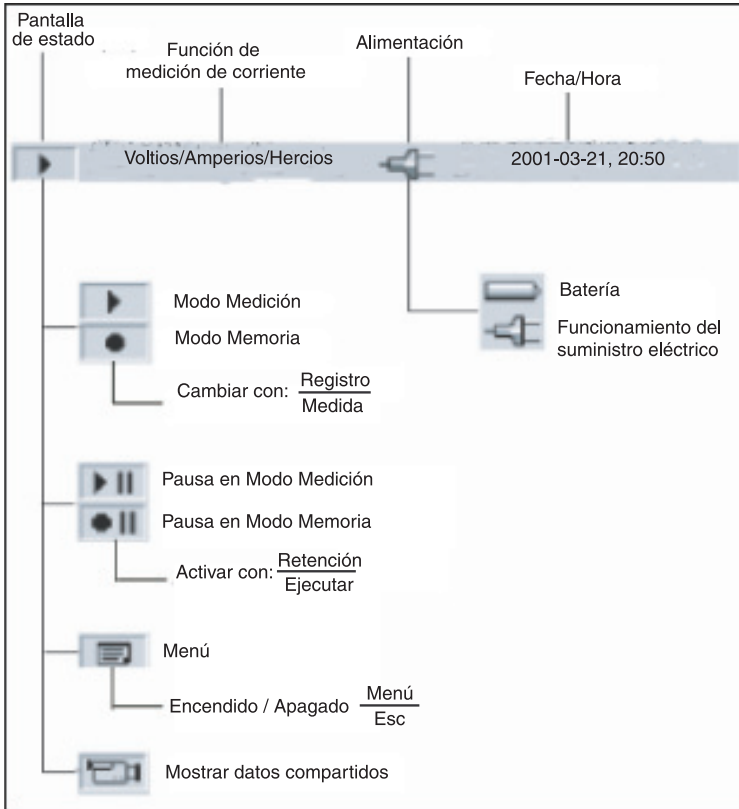 Pantalla
de estado
Función de
medición de corriente
Alimentación
Fecha/Hora
Voltios/Amperios/Hercios
2001-03-21, 20:50
Modo Medición
Modo Memoria
Cambiar con: Registro
Medida
Batería
Funcionamiento del
suministro eléctrico
Pausa en Modo Medición
Pausa en Modo Memoria
Activar con: Retención
Ejecutar
Menú
Encendido / Apagado Menú
Esc
Mostrar datos compartidos